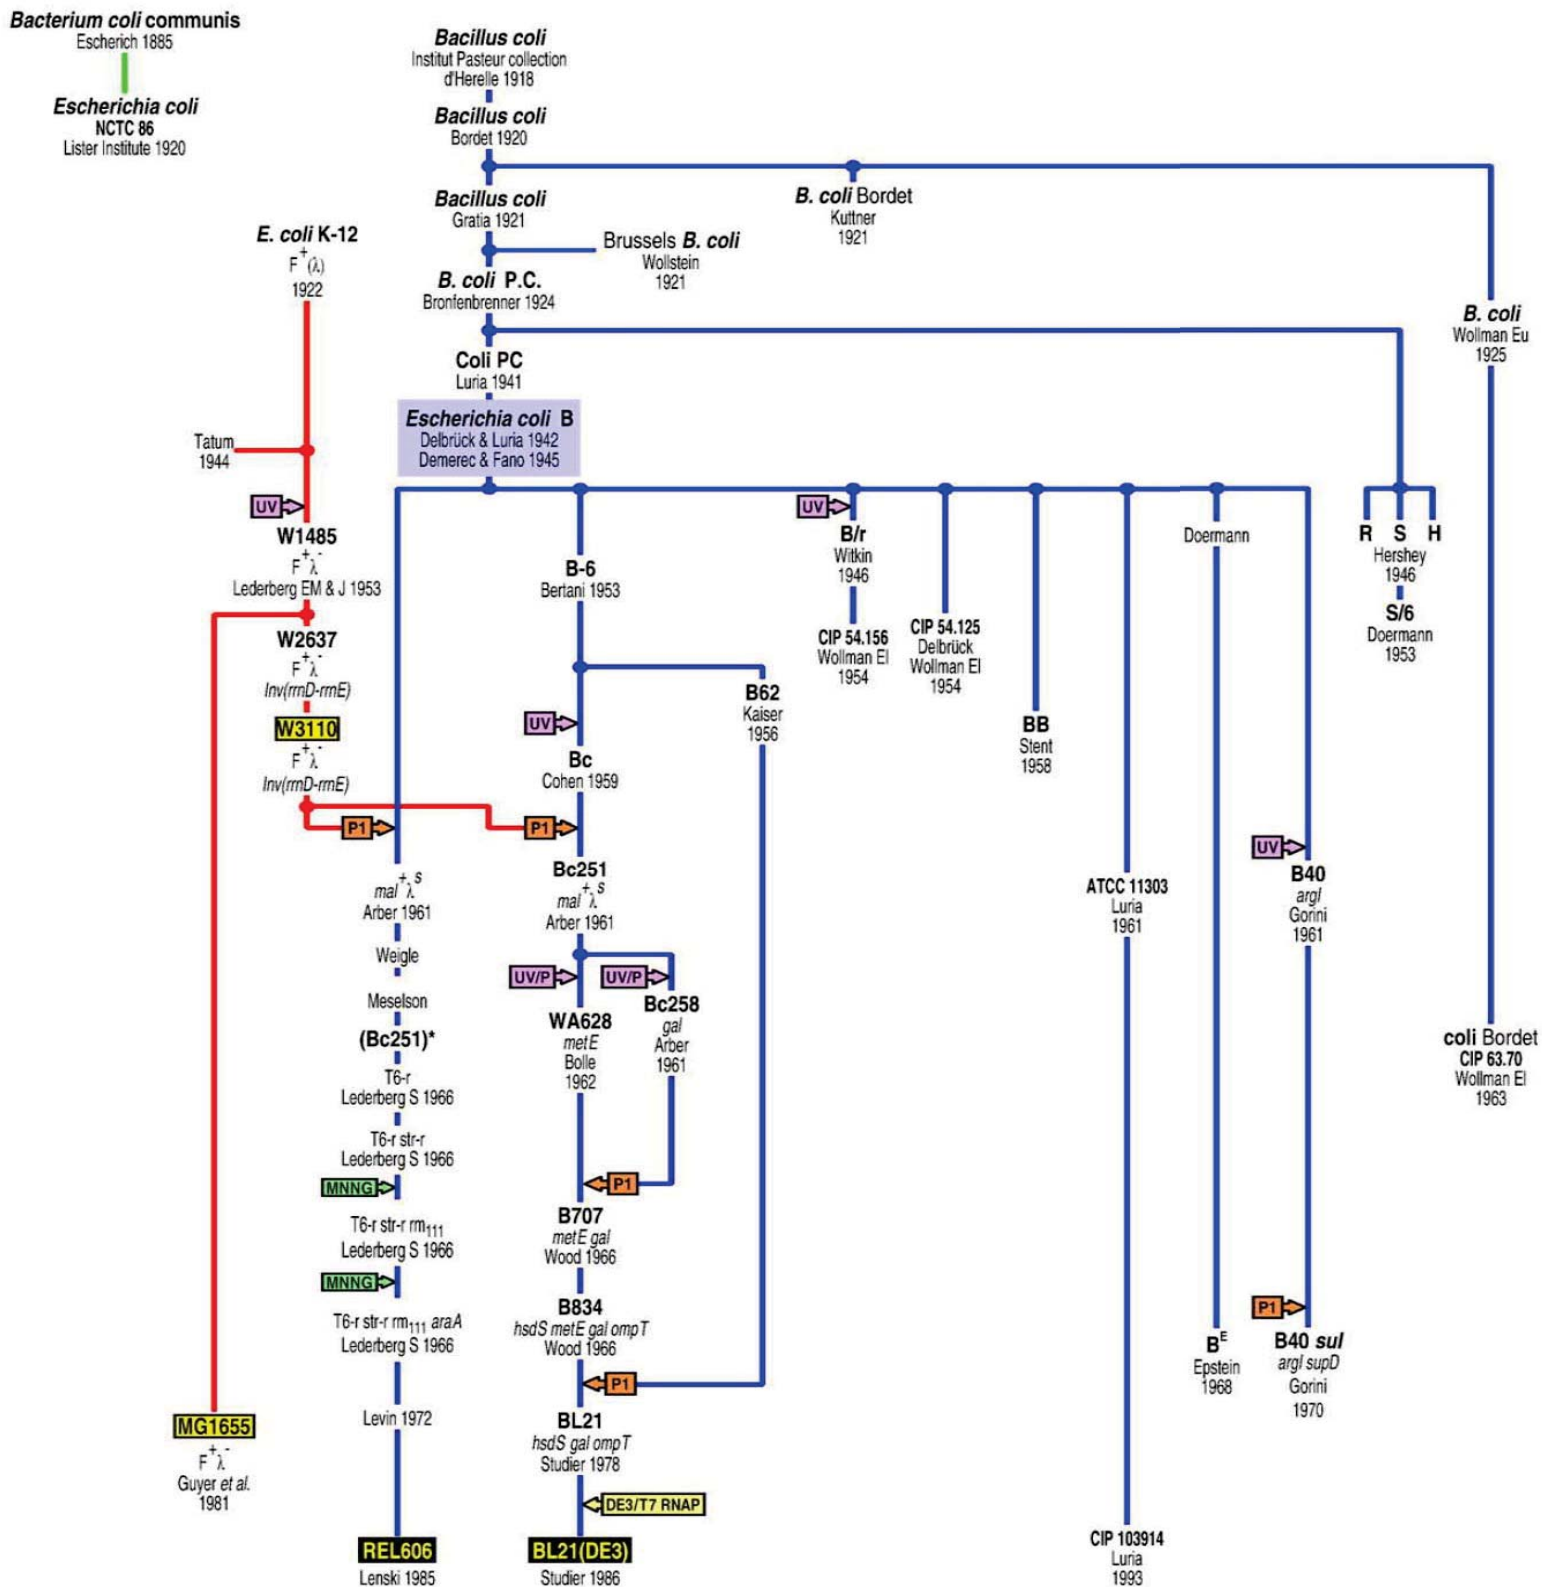 Bacterium coli communis
Escherich 1885
Escherichia coli
NCTC 86
Lister Institute 1920
Bacillus coli
Institut Pasteur collection
d'Herelle 1918
Bacillus coli
Bordet 1920
Bacillus coli
Gratia 1921
B. coli Bordet
Kuttner
1921
Brussels B. coli
Wollstein
1921
B. coli P.C.
Bronfenbrenner 1924
B. coli
Wollman Eu
1925
Coli PC
Luria 1941
Escherichia coli B
Delbrück & Luria 1942
Demerec & Fano 1945
E. coli K-12
F+(λ)
1922
Tatum
1944
UV
W1485
F+λ-
Lederberg EM & J 1953
W2637
F+λ-
Inv(rrnD-rrnE)
W3110
F+λ-
Inv(rrnD-rrnE)
P1
P1
MG1655
F+λ-
Guyer et al.
1981
mal+λS
Arber 1961
Weigle
Meselson
(Bc251)*
T6-r
Lederberg S 1966
T6-r str-r
Lederberg S 1966
MNNG
T6-r str-r rm111
Lederberg S 1966
MNNG
T6-r str-r rm111 araA
Lederberg S 1966
Levin 1972
REL606
Lenski 1985
B-6
Bertani 1953
UV
Bc
Cohen 1959
Bc251
mal+λS
Arber 1961
UV/P
UV/P
WA628
metE
Bolle
1962
Bc258
gal
Arber
1961
P1
B707
metE gal
Wood 1966
B834
hsdS metE gal ompT
Wood 1966
P1
BL21
hsdS gal ompT
Studier 1978
DE3/T7 RNAP
BL21(DE3)
Studier 1986
B62
Kaiser
1956
UV
B/r
Witkin
1946
CIP 54.156
Wollman El
1954
CIP 54.125
Delbrück
Wollman El
1954
BB
Stent
1958
ATCC 11303
Luria
1961
CIP 103914
Luria
1993
Doermann
BE
Epstein
1968
UV
B40
argI
Gorini
1961
P1
B40 sul
argI supD
Gorini
1970
R S H
Hershey
1946
S/6
Doermann
1953
coli Bordet
CIP 63.70
Wollman El
1963